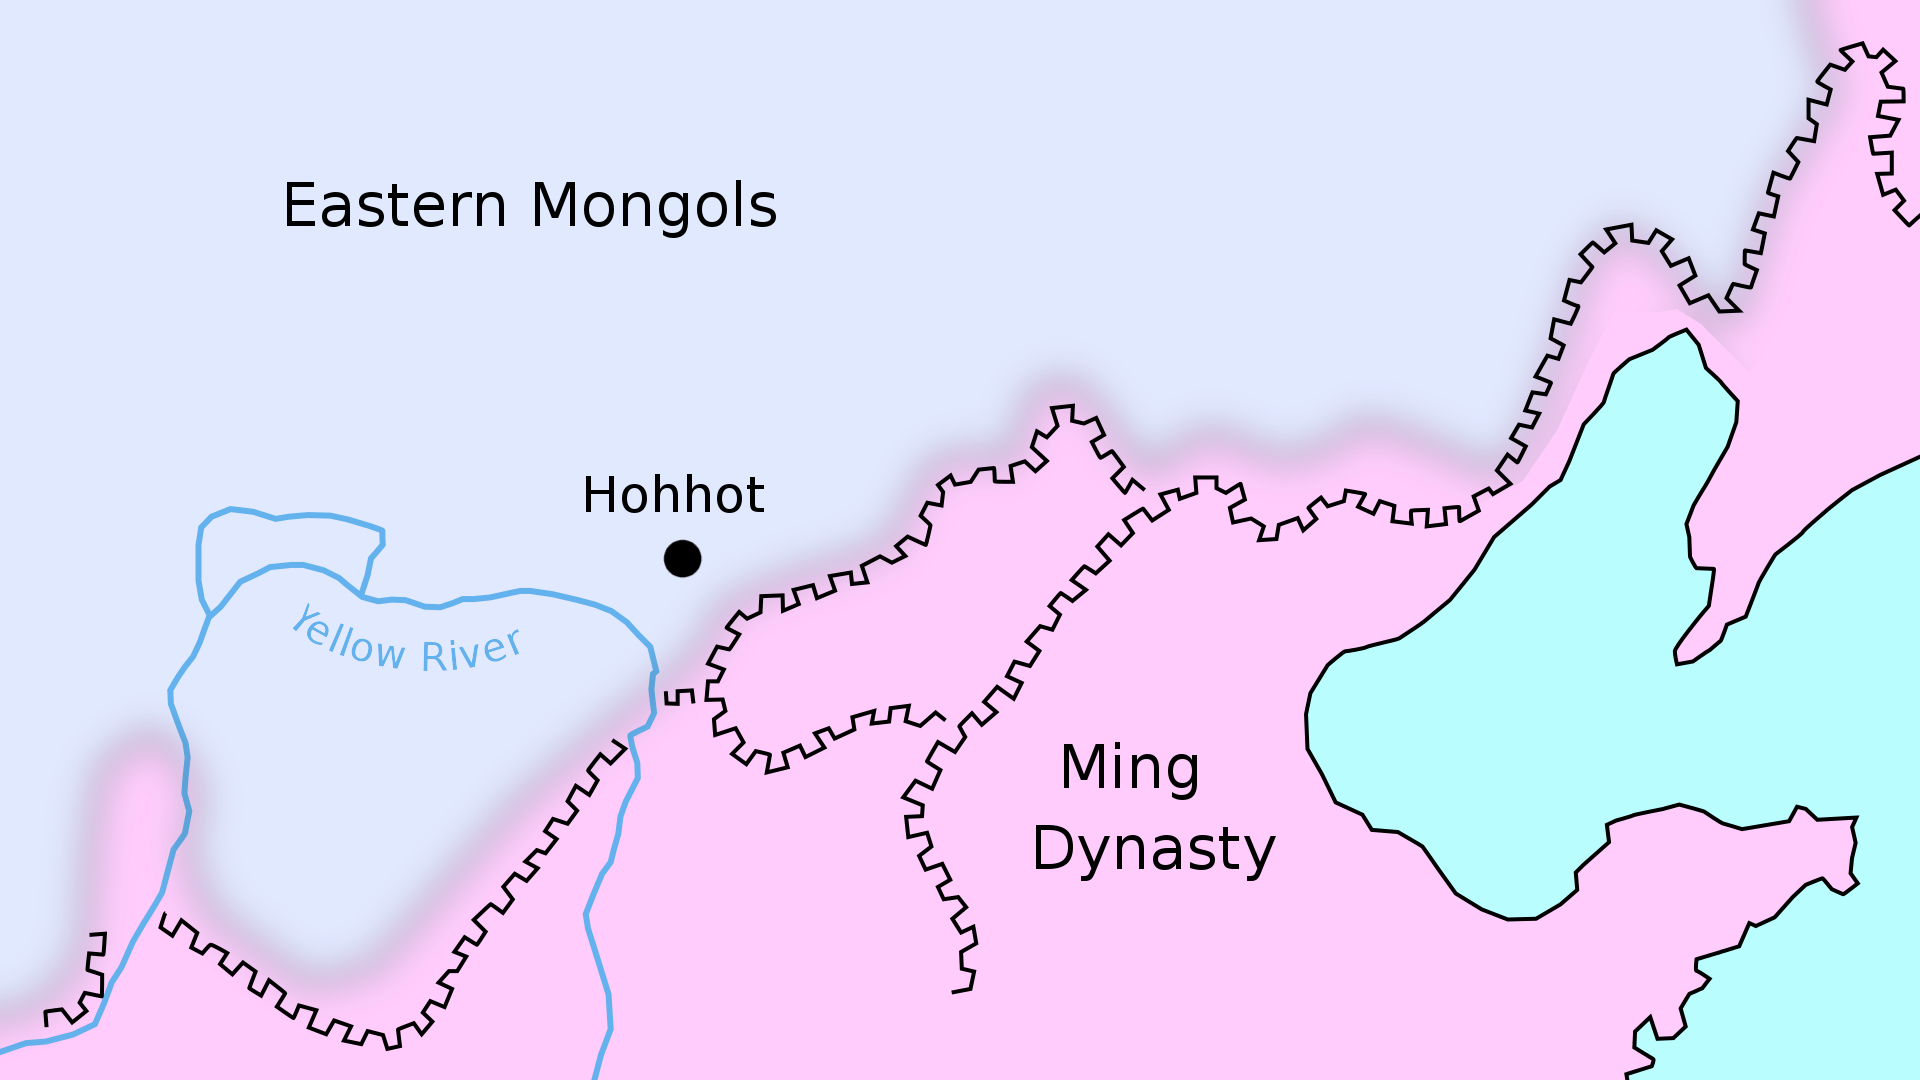 Eastern Mongols
Hohhot
Yellow River
Ming
Dynasty